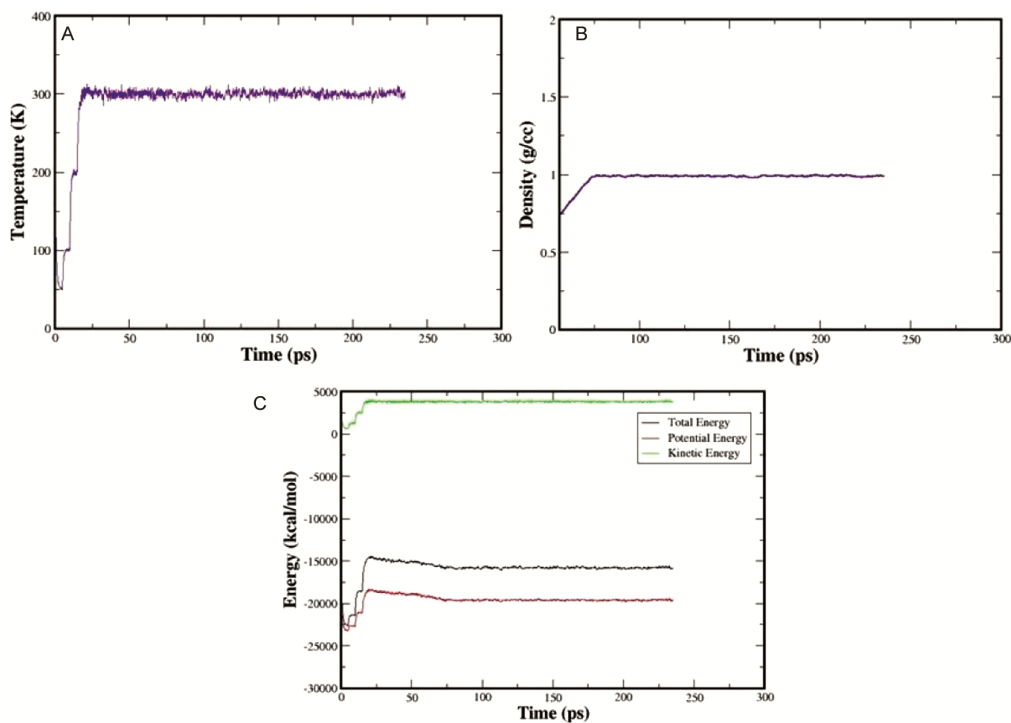 A
400
300
200
100
0
Temperature (K)
0 50 100 150 200 250 300
Time (ps)
B
2
1.5
1
0.5
0
Density (g/cc)
100 150 200 250 300
Time (ps)
C
5000
0
-5000
-10000
-15000
-20000
-25000
-30000
Energy (kcal/mol)
Total Energy
Potential Energy
Kinetic Energy
0 50 100 150 200 250 300
Time (ps)